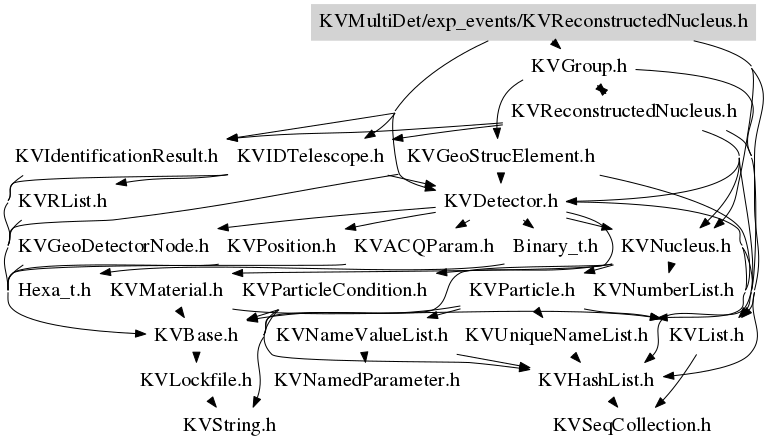 KVMultiDet/exp_events/KVReconstructedNucleus.h
KVGroup.h
KVReconstructedNucleus.h
KVIdentificationResult.h KVIDTelescope.h KVGeoStrucElement.h
KVRList.h KVDetector.h
KVGeoDetectorNode.h KVPosition.h KVACQParam.h Binary_t.h KVNucleus.h
Hexa_t.h KVMaterial.h KVParticleCondition.h KVParticle.h KVNumberList.h
KVBase.h KVNameValueList.h KVUniqueNameList.h KVList.h
KVLockfile.h KVNamedParameter.h KVHashList.h
KVString.h KVSeqCollection.h